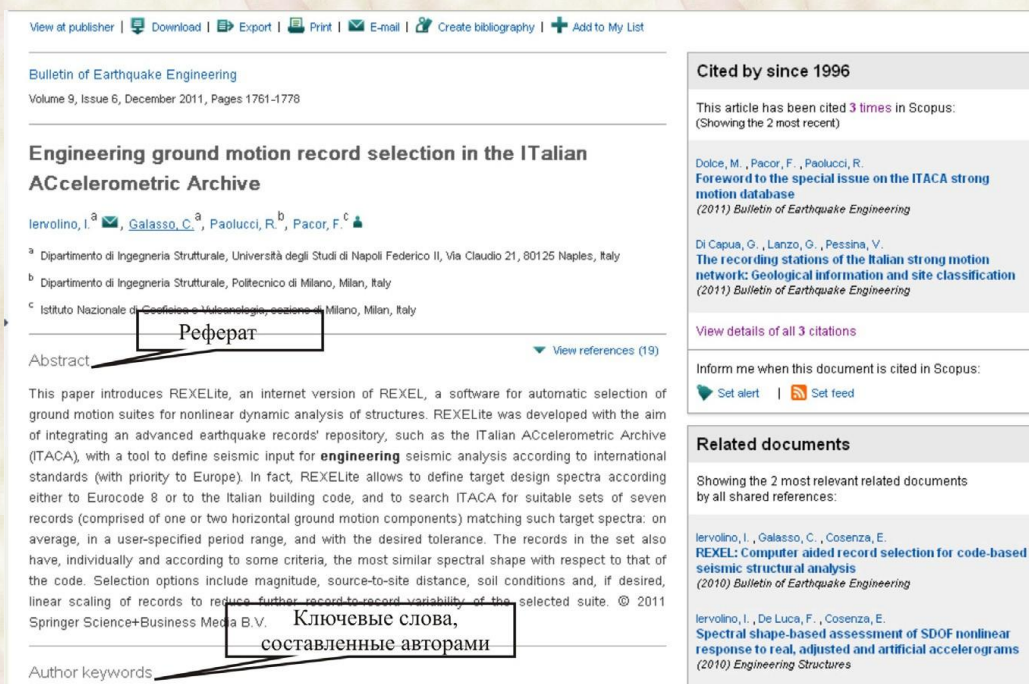 View at publisher | Download | Export | Print | E-mail | Create bibliography | Add to My List
Bulletin of Earthquake Engineering
Volume 9, Issue 6, December 2011, Pages 1761-1778
Engineering ground motion record selection in the ITalian
ACcelerometric Archive
Iervolino, I.a , Galasso, C.a, Paolucci, R.b, Pacor, F.c
a Dipartimento di Ingegneria Strutturale, Università degli Studi di Napoli Federico II, Via Claudio 21, 80125 Naples, Italy
b Dipartimento di Ingegneria Strutturale, Politecnico di Milano, Milan, Italy
c Istituto Nazionale di Geofisica e Vulcanologia, sezione di Milano, Milan, Italy
Реферат
Abstract
View references (19)
This paper introduces REXELite, an internet version of REXEL, a software for automatic selection of
ground motion suites for nonlinear dynamic analysis of structures. REXELite was developed with the aim
of integrating an advanced earthquake records' repository, such as the ITalian ACcelerometric Archive
(ITACA), with a tool to define seismic input for engineering seismic analysis according to international
standards (with priority to Europe). In fact, REXELite allows to define target design spectra according
either to Eurocode 8 or to the Italian building code, and to search ITACA for suitable sets of seven
records (comprised of one or two horizontal ground motion components) matching such target spectra: on
average, in a user-specified period range, and with the desired tolerance. The records in the set also
have, individually and according to some criteria, the most similar spectral shape with respect to that of
the code. Selection options include magnitude, source-to-site distance, soil conditions and, if desired,
linear scaling of records to reduce further record-to-record variability of the selected suite. © 2011
Springer Science+Business Media B.V.
Ключевые слова,
составленные авторами
Author keywords
Cited by since 1996
This article has been cited 3 times in Scopus:
(Showing the 2 most recent)
Dolce, M. , Pacor, F. , Paolucci, R.
Foreword to the special issue on the ITACA strong
motion database
(2011) Bulletin of Earthquake Engineering
Di Capua, G. , Lanzo, G. , Pessina, V.
The recording stations of the Italian strong motion
network: Geological information and site classification
(2011) Bulletin of Earthquake Engineering
View details of all 3 citations
Inform me when this document is cited in Scopus:
Set alert | Set feed
Related documents
Showing the 2 most relevant related documents
by all shared references:
Iervolino, I. , Galasso, C. , Cosenza, E.
REXEL: Computer aided record selection for code-based
seismic structural analysis
(2010) Bulletin of Earthquake Engineering
Iervolino, I. , De Luca, F. , Cosenza, E.
Spectral shape-based assessment of SDOF nonlinear
response to real, adjusted and artificial accelerograms
(2010) Engineering Structures